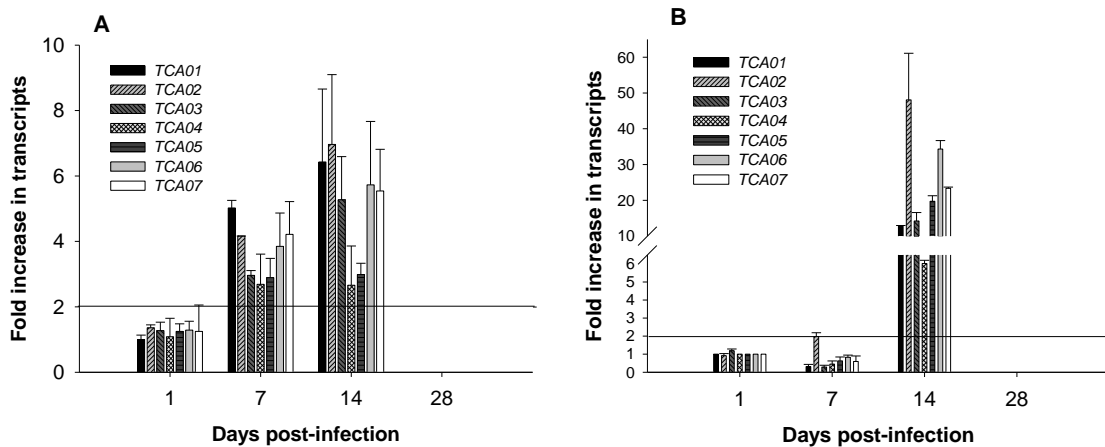 A
Fold increase in transcripts
10
8
6
4
2
0
TCA01
TCA02
TCA03
TCA04
TCA05
TCA06
TCA07
1 7 14 28
Days post-infection
B
Fold increase in transcripts
60
50
40
30
20
10
6
5
4
3
2
1
0
TCA01
TCA02
TCA03
TCA04
TCA05
TCA06
TCA07
1 7 14 28
Days post-infection